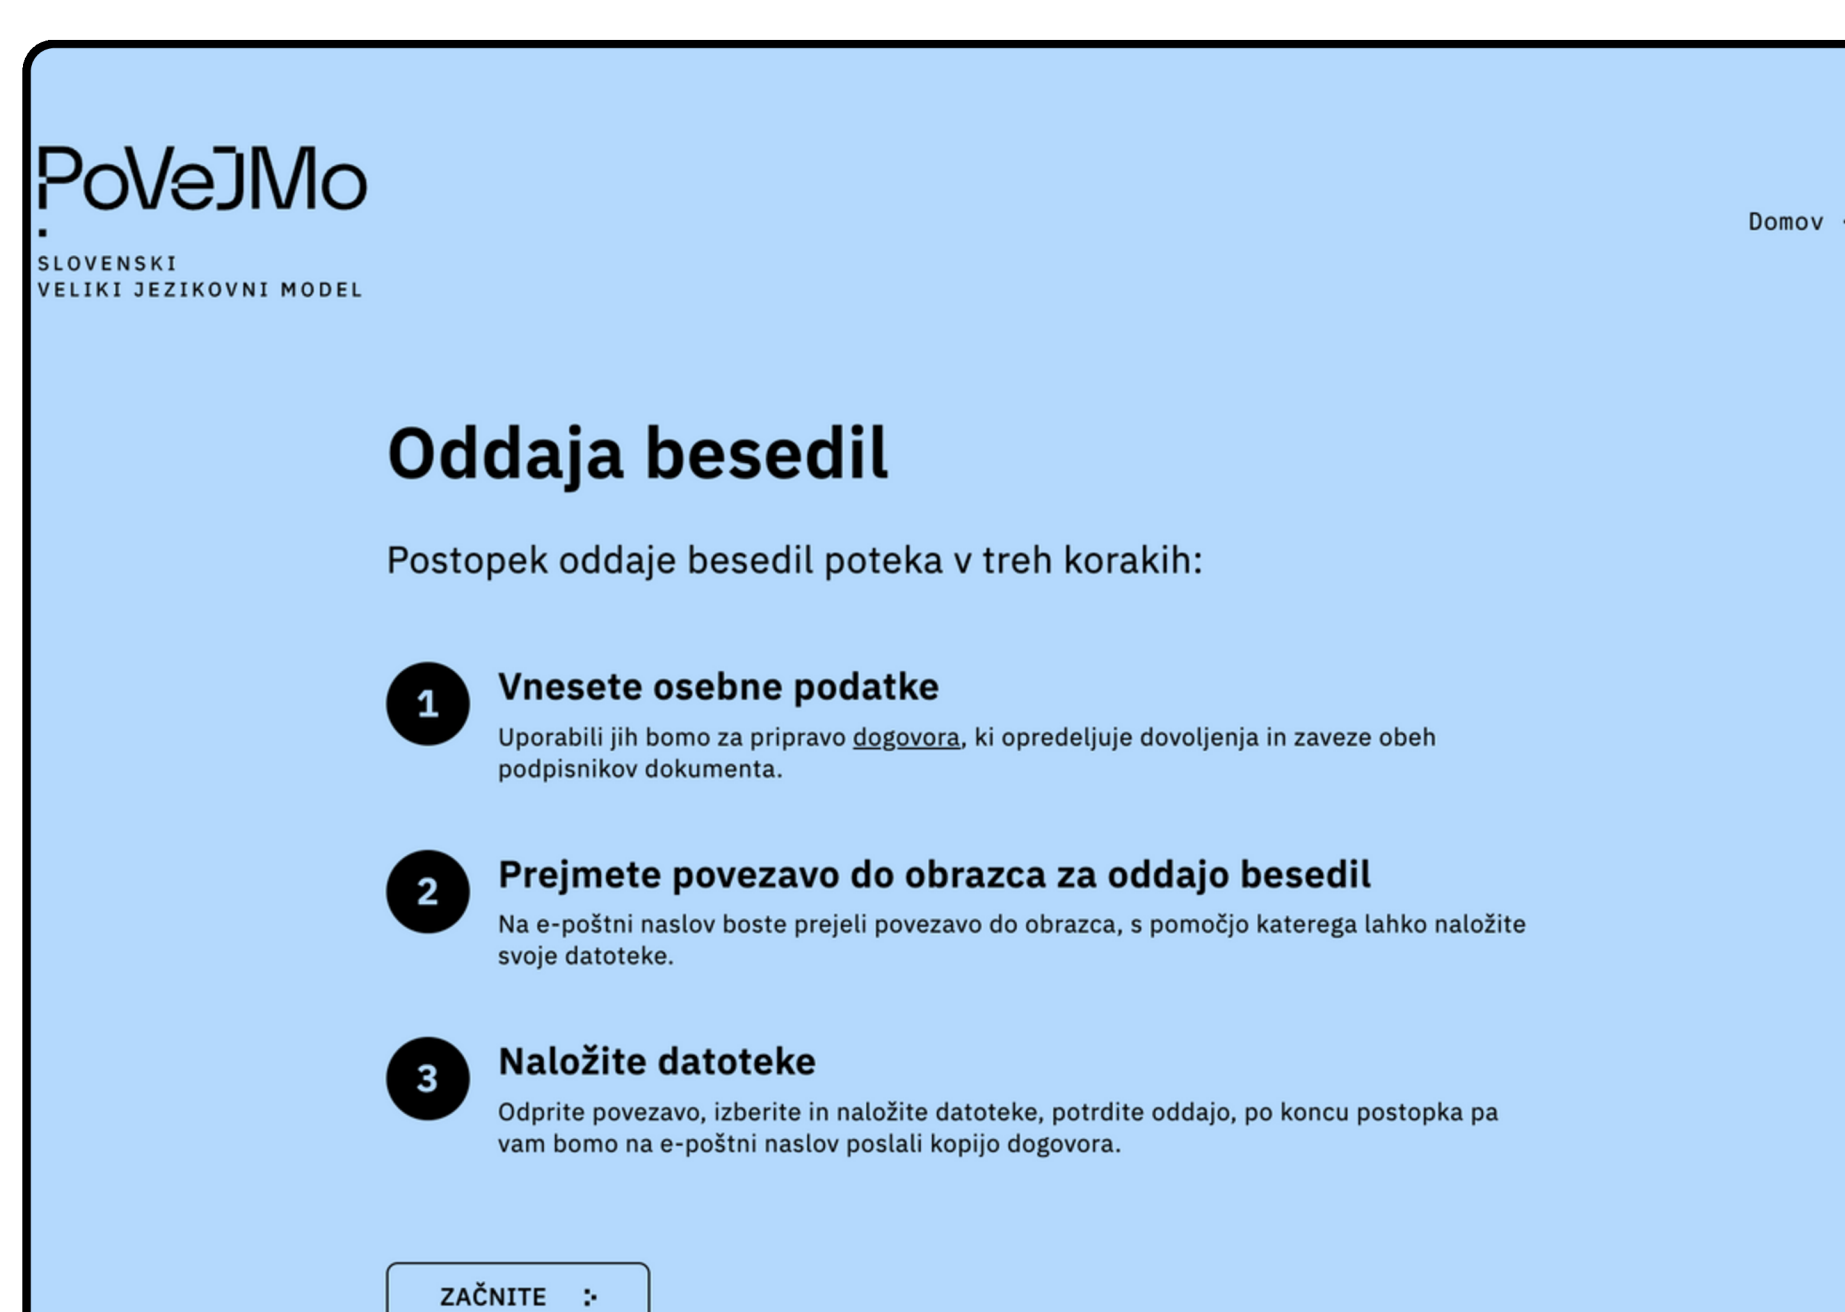 PoVeJMo
SLOVENSKI
VELIKI JEZIKOVNI MODEL
Domov
Oddaja besedil
Postopek oddaje besedil poteka v treh korakih:
1
Vnesete osebne podatke
Uporabili jih bomo za pripravo dogovora, ki opredeljuje dovoljenja in zaveze obeh
podpisnikov dokumenta.
2
Prejmete povezavo do obrazca za oddajo besedil
Na e-poštni naslov boste prejeli povezavo do obrazca, s pomočjo katerega lahko naložite
svoje datoteke.
3
Naložite datoteke
Odprite povezavo, izberite in naložite datoteke, potrdite oddajo, po koncu postopka pa
vam bomo na e-poštni naslov poslali kopijo dogovora.
ZAČNITE